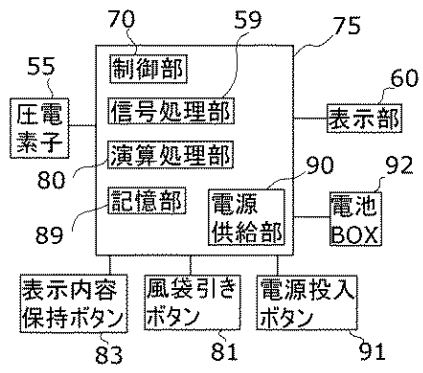 70
59
75
55
制御部
信号処理部
60
圧電
素子
表示部
演算処理部
80
90
92
記憶部
89
電源
供給部
電池
BOX
表示内容
保持ボタン
風袋引き
ボタン
電源投入
ボタン
83
81
91